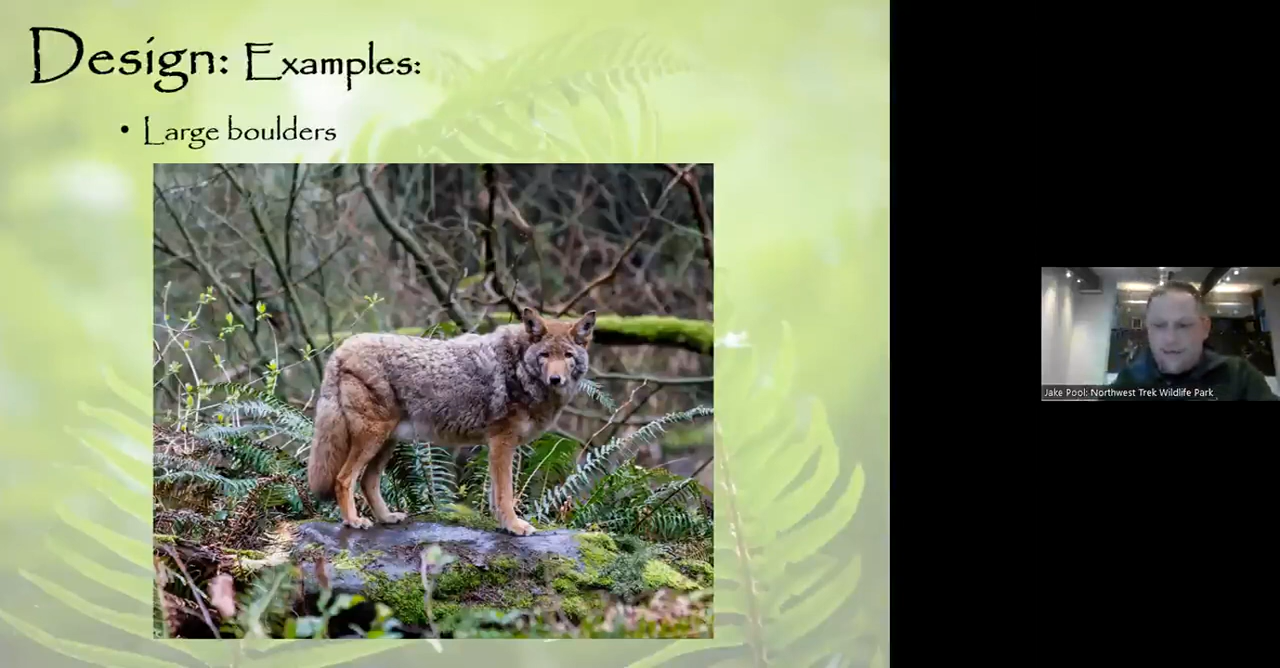 Design: Examples:
• Large boulders
Jake Pool: Northwest Trek Wildlife Park